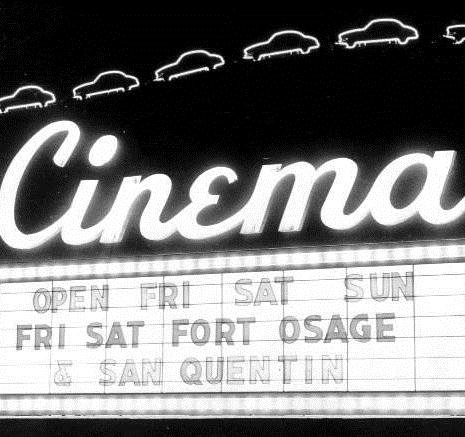 Cinema
OPEN FRI SAT SUN
FRI SAT FORT OSAGE
& SAN QUENTIN